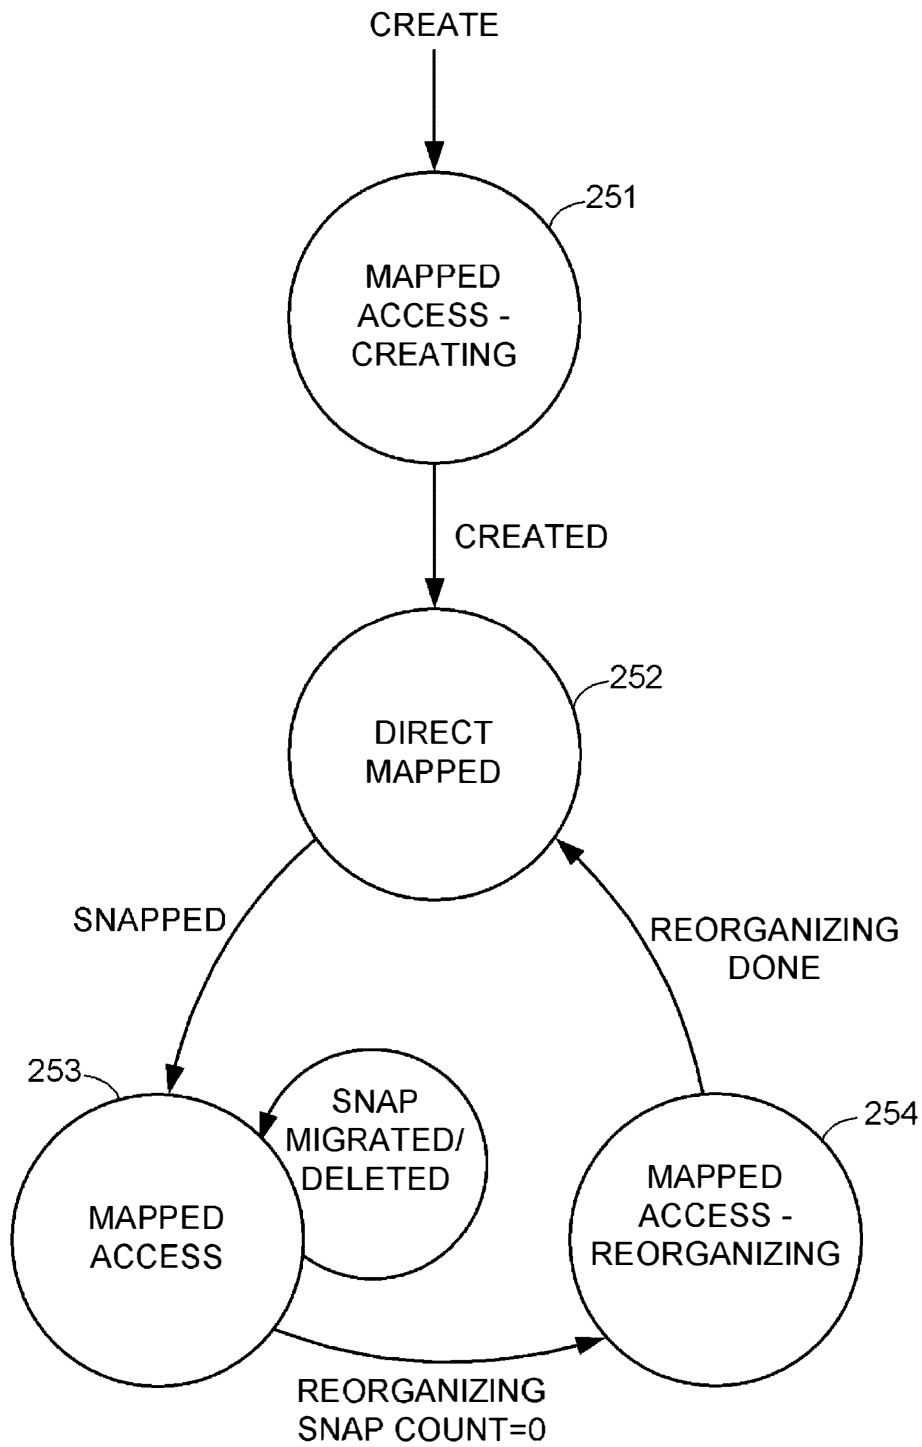 CREATE
251
MAPPED
ACCESS -
CREATING
CREATED
252
DIRECT
MAPPED
SNAPPED
REORGANIZING
DONE
253
SNAP
MIGRATED/
DELETED
254
MAPPED
ACCESS
MAPPED
ACCESS -
REORGANIZING
REORGANIZING
SNAP COUNT=0